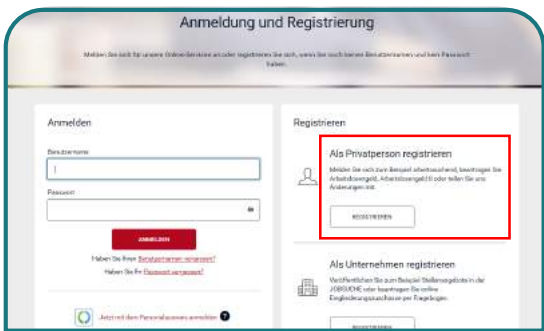 Anmeldung und Registrierung
Melden Sie sich für unsere Online-Services an oder registrieren Sie sich, wenn Sie noch keinen Benutzernamen und kein Passwort
haben.
Anmelden
Benutzername
Passwort
ANMELDEN
Haben Sie Ihren Benutzernamen vergessen?
Haben Sie Ihr Passwort vergessen?
Jetzt mit dem Personalausweis anmelden
Registrieren
Als Privatperson registrieren
Melden Sie sich zum Beispiel arbeitsuchend, beantragen Sie
Arbeitslosengeld, Arbeitslosengeld II oder teilen Sie uns
Änderungen mit.
REGISTRIEREN
Als Unternehmen registrieren
Veröffentlichen Sie zum Beispiel Stellenangebote in der
JOBSUCHE oder beantragen Sie online
Eingliederungszuschüsse per Fragebogen.
REGISTRIEREN